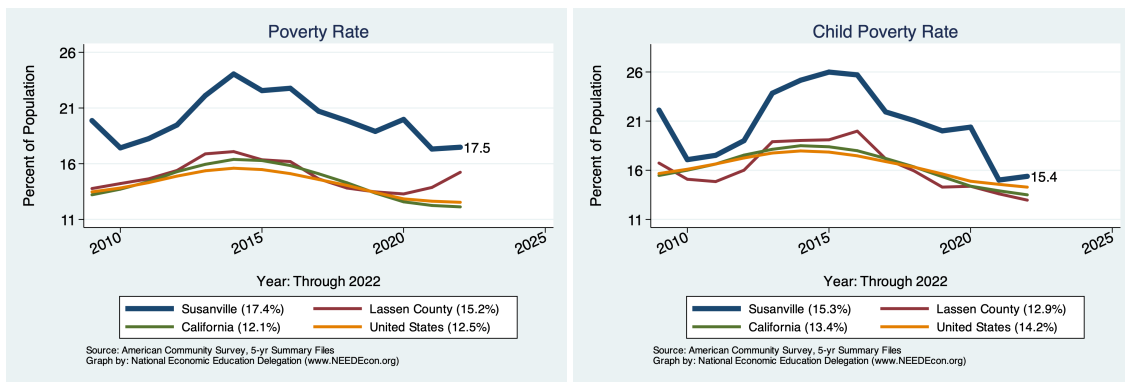 Poverty Rate
Percent of Population
26
21
16
11
17.5
2010
2015
2020
2025
Year: Through 2022
Susanville (17.4%)
Lassen County (15.2%)
California (12.1%)
United States (12.5%)
Source: American Community Survey, 5-yr Summary Files
Graph by: National Economic Education Delegation (www.NEEDEcon.org)
Child Poverty Rate
Percent of Population
26
21
16
11
15.4
2010
2015
2020
2025
Year: Through 2022
Susanville (15.3%)
Lassen County (12.9%)
California (13.4%)
United States (14.2%)
Source: American Community Survey, 5-yr Summary Files
Graph by: National Economic Education Delegation (www.NEEDEcon.org)